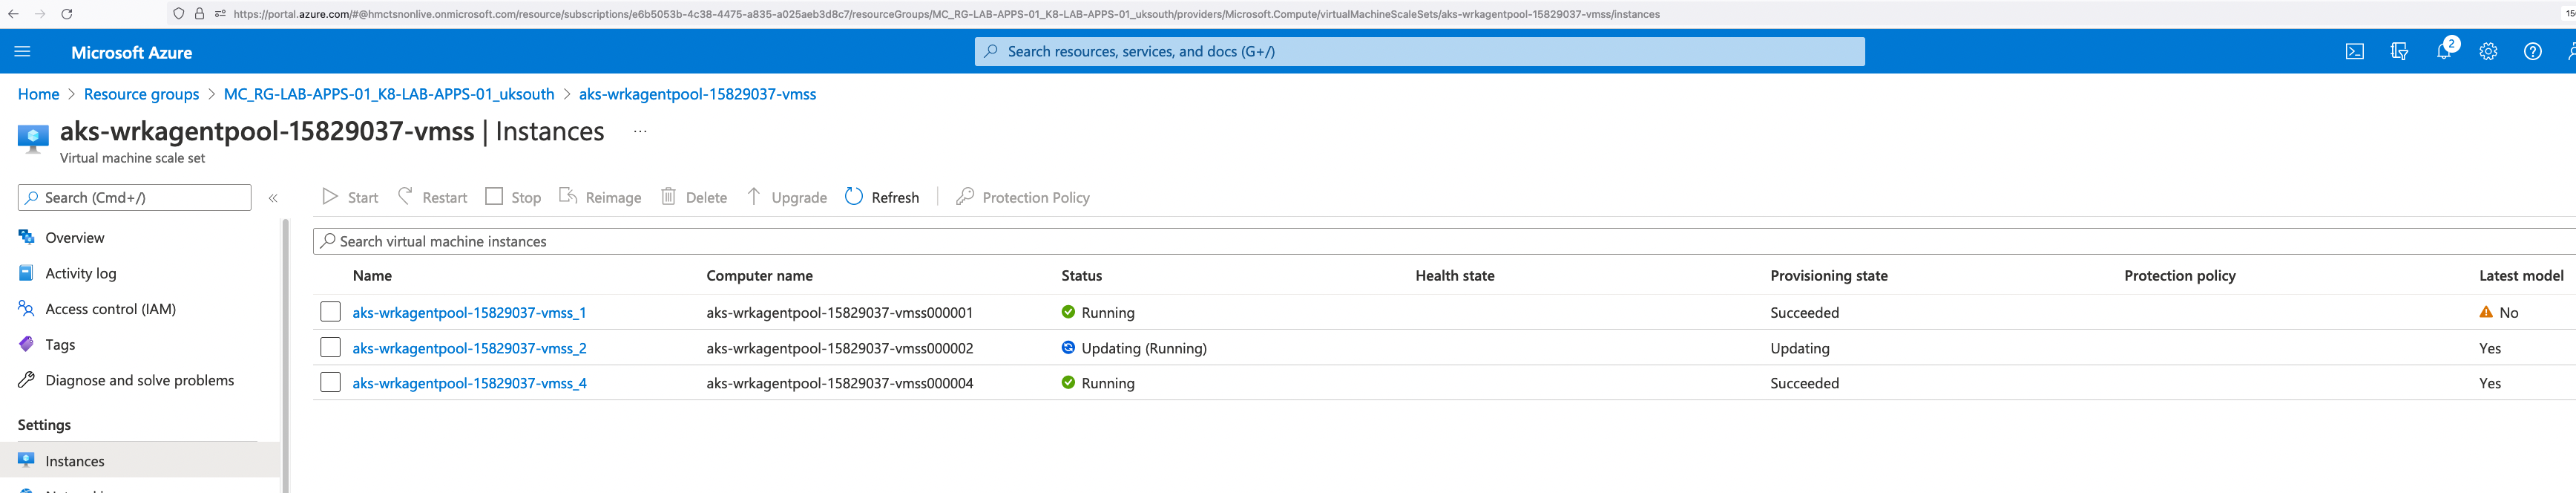 https://portal.azure.com/#@hmctsnonlive.onmicrosoft.com/resource/subscriptions/e6b5053b-4c38-4475-a835-a025aeb3d8c7/resourceGroups/MC_RG-LAB-APPS-01_K8-LAB-APPS-01_uksouth/providers/Microsoft.Compute/virtualMachineScaleSets/aks-wrkagentpool-15829037-vmss/instances
Microsoft Azure
Search resources, services, and docs (G+/)
2
Home > Resource groups > MC_RG-LAB-APPS-01_K8-LAB-APPS-01_uksouth > aks-wrkagentpool-15829037-vmss
aks-wrkagentpool-15829037-vmss | Instances ...
Virtual machine scale set
Search (Cmd+/) «
Start Restart Stop Reimage Delete Upgrade Refresh Protection Policy
Overview
Activity log
Access control (IAM)
Tags
Diagnose and solve problems
Settings
Instances
Search virtual machine instances
Name Computer name Status Health state Provisioning state Protection policy Latest model
aks-wrkagentpool-15829037-vmss_1 aks-wrkagentpool-15829037-vmss000001 Running Succeeded No
aks-wrkagentpool-15829037-vmss_2 aks-wrkagentpool-15829037-vmss000002 Updating (Running) Updating Yes
aks-wrkagentpool-15829037-vmss_4 aks-wrkagentpool-15829037-vmss000004 Running Succeeded Yes